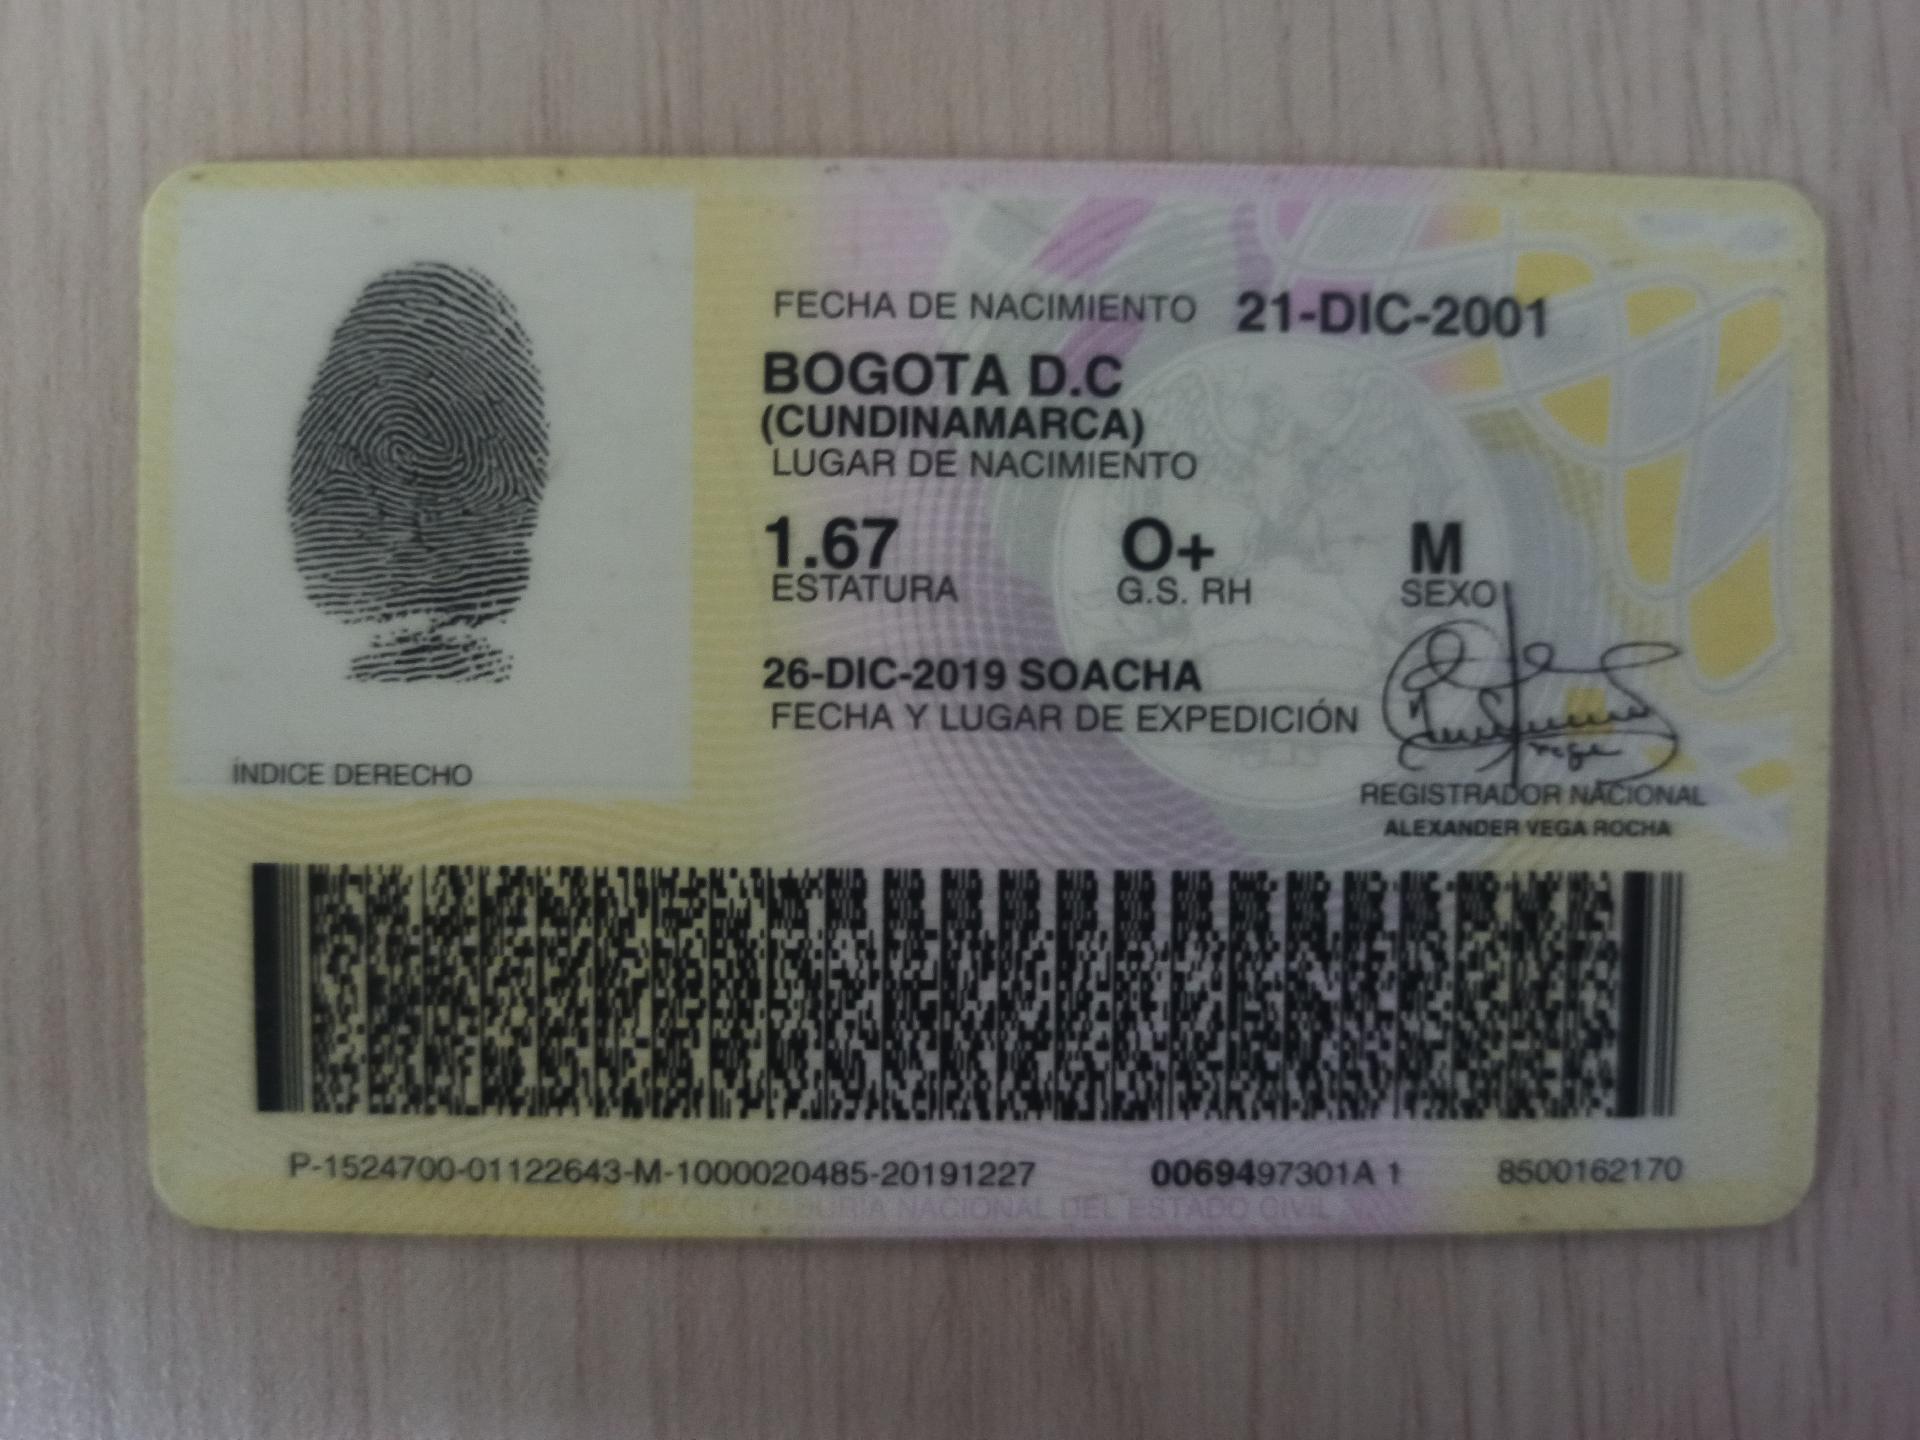 FECHA DE NACIMIENTO 21-DIC-2001
BOGOTA D.C
(CUNDINAMARCA)
LUGAR DE NACIMIENTO
1.67 O+ M
ESTATURA G.S. RH SEXO
26-DIC-2019 SOACHA
FECHA Y LUGAR DE EXPEDICIÓN
ÍNDICE DERECHO
REGISTRADOR NACIONAL
ALEXANDER VEGA ROCHA
P-1524700-01122643-M-1000020485-20191227 0069497301A 1 8500162170
REGISTRADURIA NACIONAL DEL ESTADO CIVIL